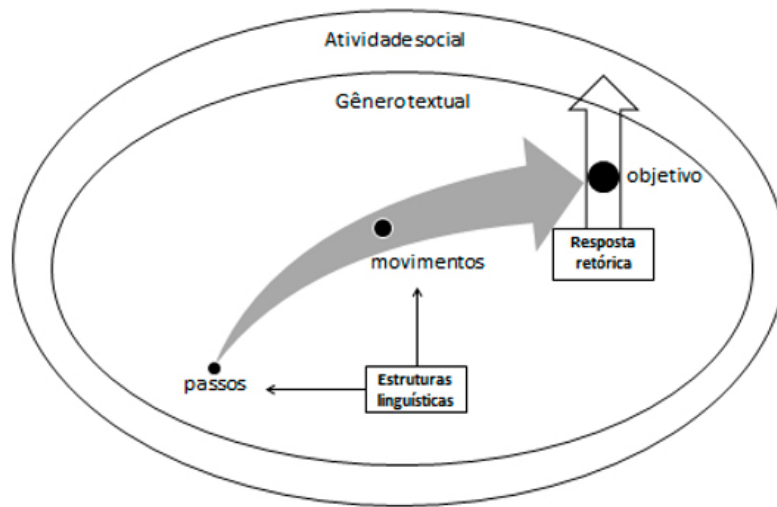 Atividade social
Gênero textual
objetivo
Resposta
retórica
movimentos
passos
Estruturas
linguísticas